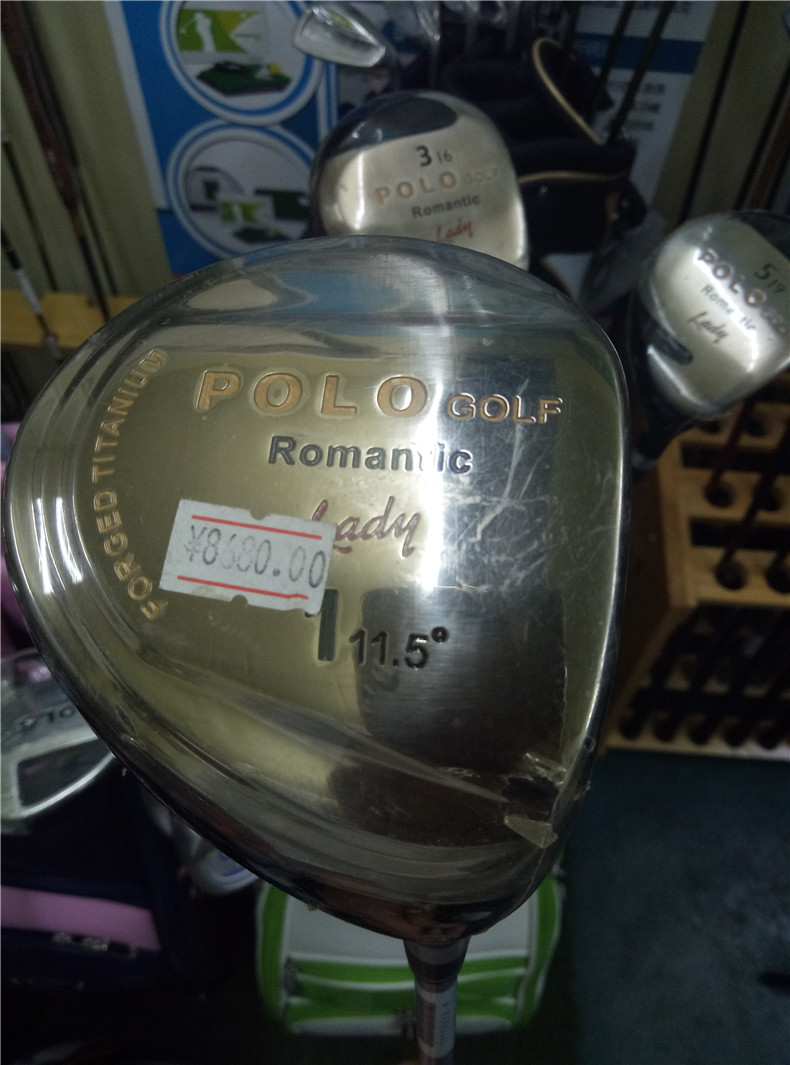 3 16
POLO GOLF
Romantic
Lady
5 19
POLO
Lady
FORGED TITANIUM
POLO GOLF
Romantic
Lady
¥8680.00
1 11.5°